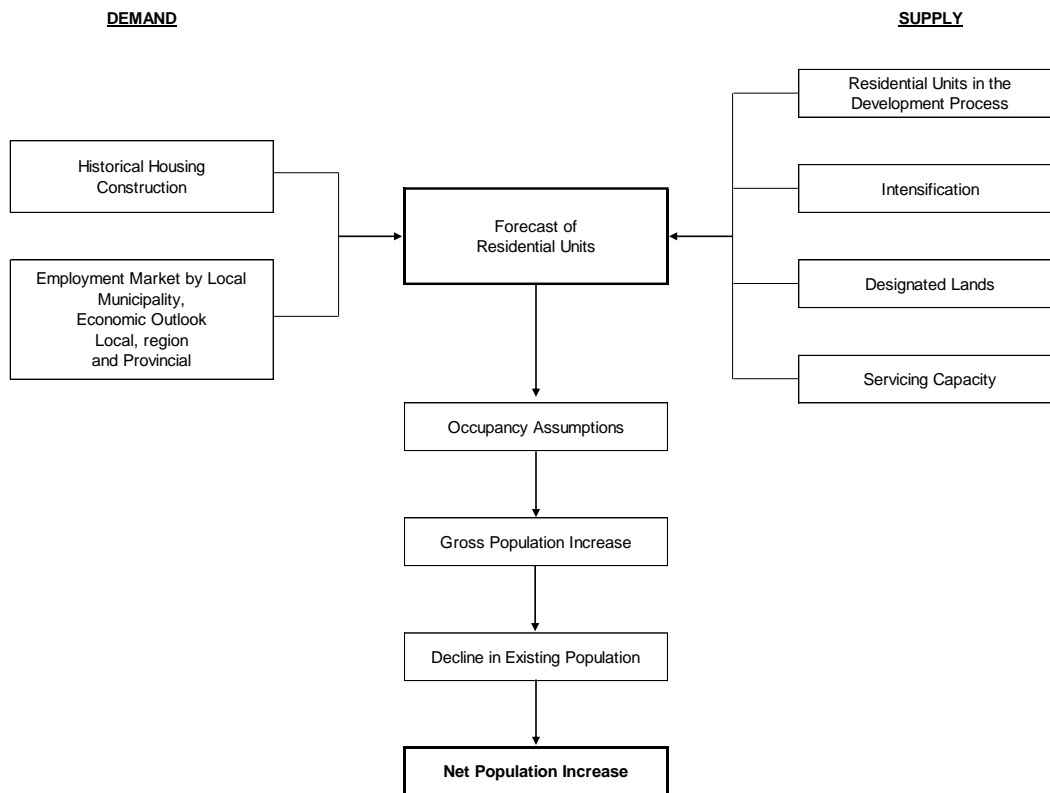 DEMAND
SUPPLY
Residential Units in the
Development Process
Historical Housing
Construction
Intensification
Forecast of
Residential Units
Employment Market by Local
Municipality,
Economic Outlook
Local, region
and Provincial
Designated Lands
Servicing Capacity
Occupancy Assumptions
Gross Population Increase
Decline in Existing Population
Net Population Increase